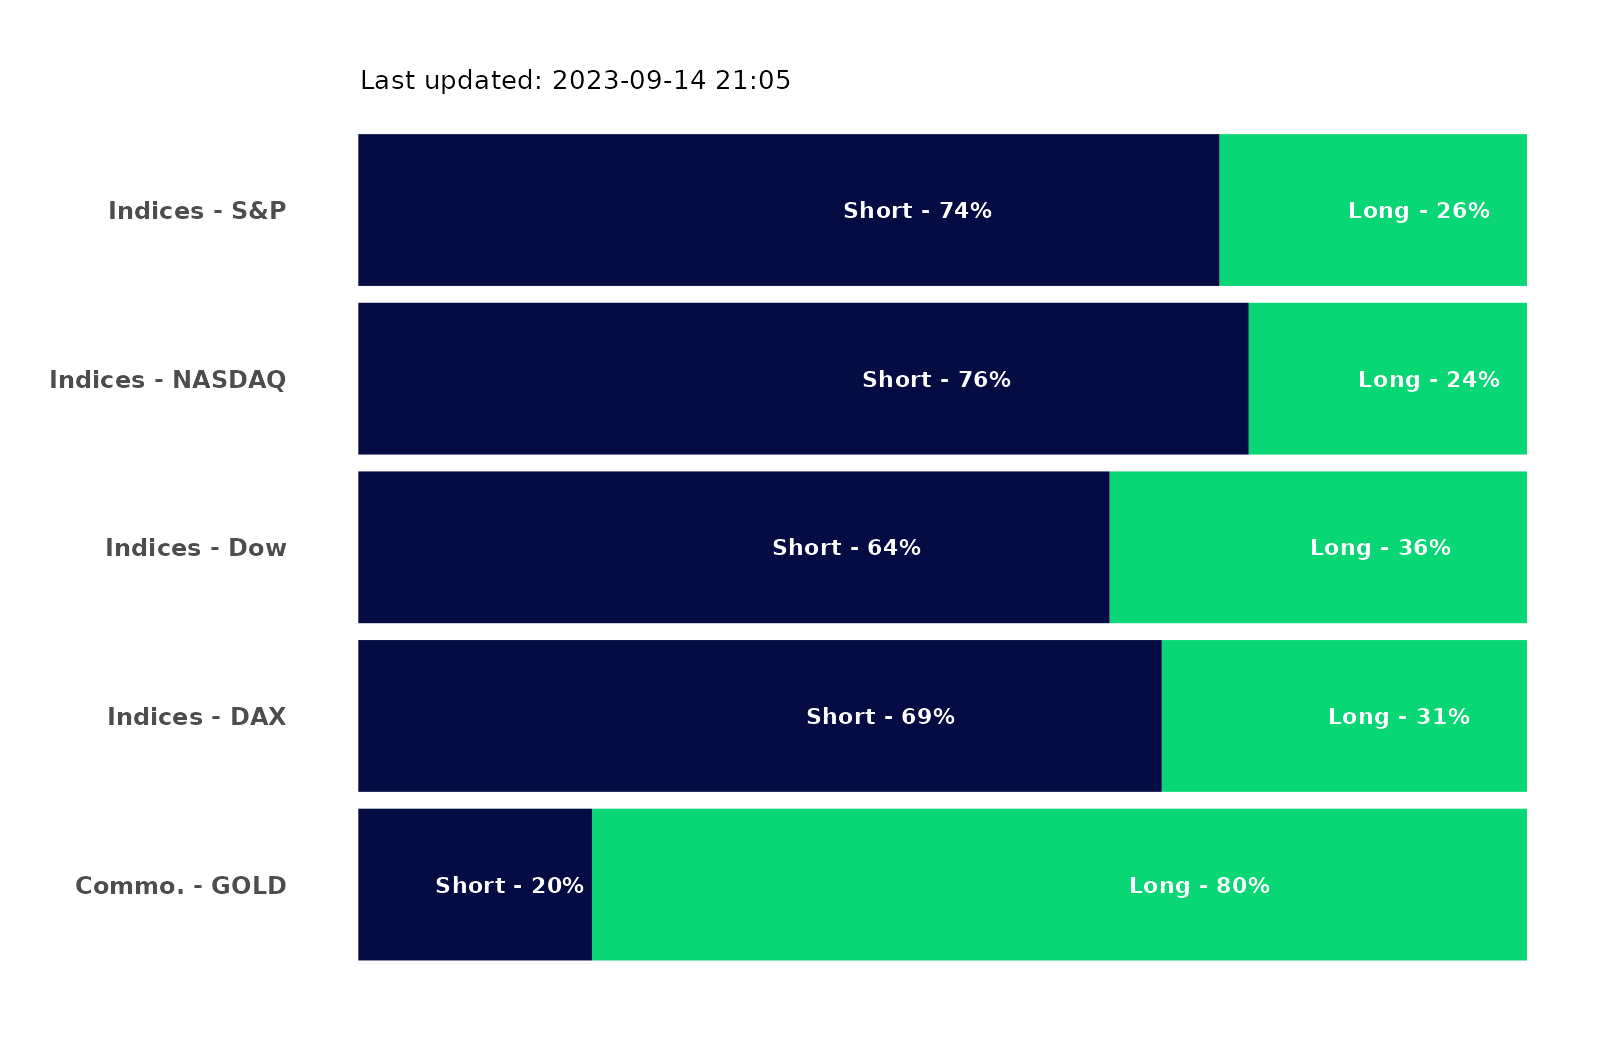 Last updated: 2023-09-14 21:05
Indices - S&P Short - 74% Long - 26%
Indices - NASDAQ Short - 76% Long - 24%
Indices - Dow Short - 64% Long - 36%
Indices - DAX Short - 69% Long - 31%
Commo. - GOLD Short - 20% Long - 80%